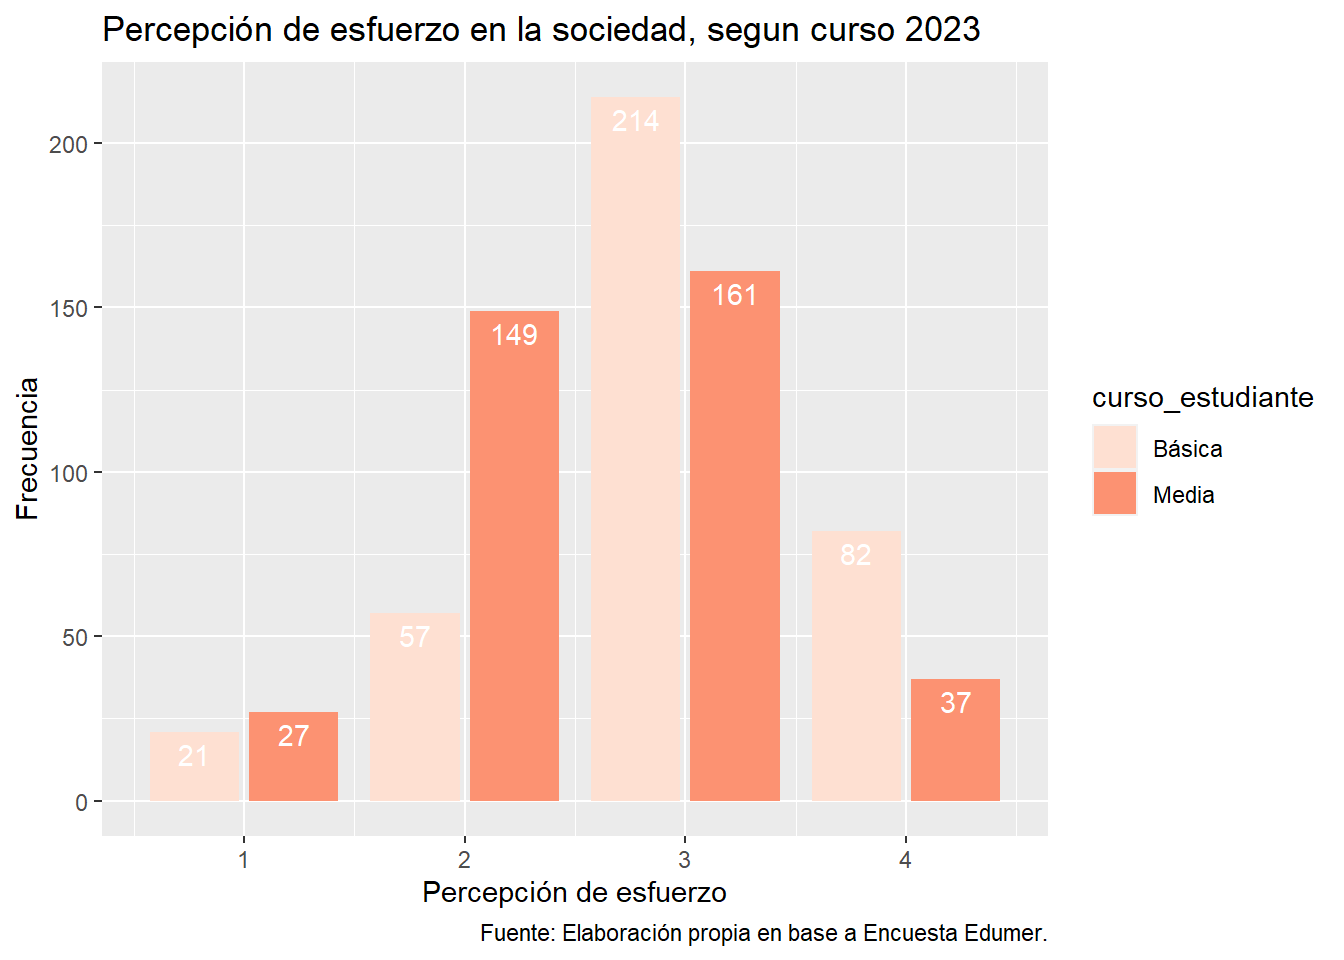 Percepción de esfuerzo en la sociedad, segun curso 2023
Frecuencia
200
150
100
50
0
21
27
57
149
214
161
82
37
1
2
3
4
Percepción de esfuerzo
curso_estudiante
Básica
Media
Fuente: Elaboración propia en base a Encuesta Edumer.